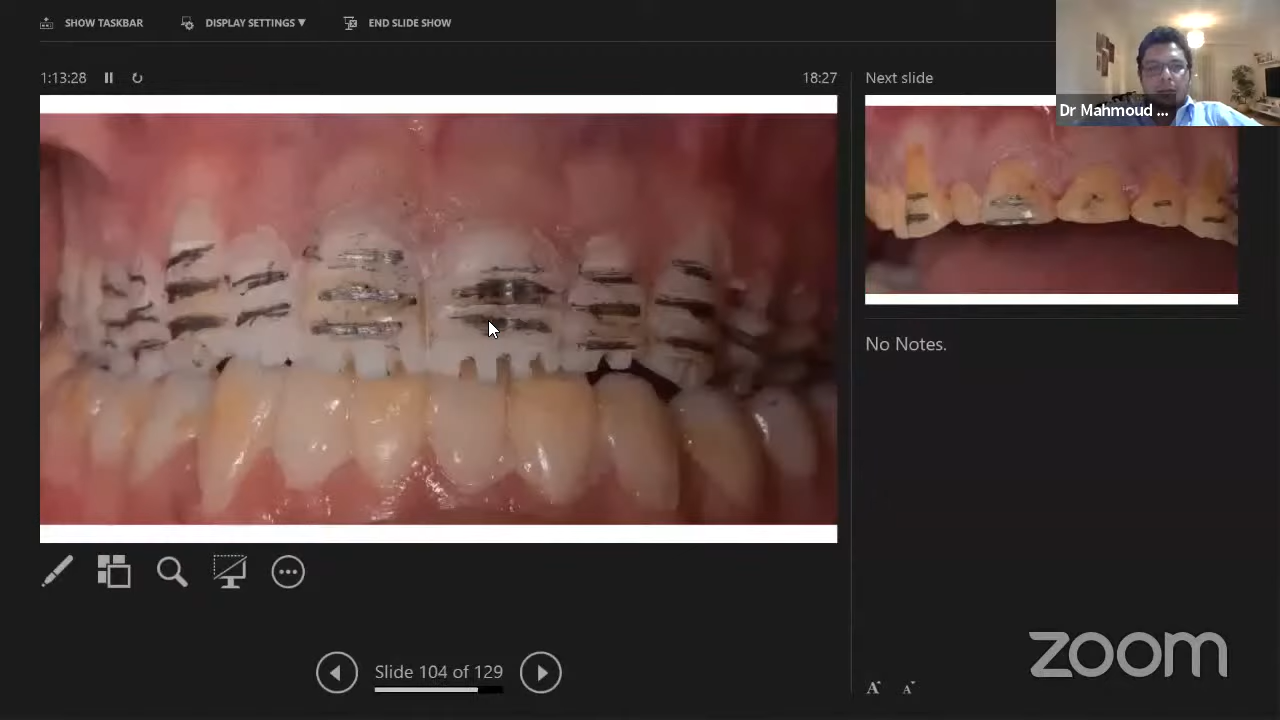 SHOW TASKBAR
DISPLAY SETTINGS ▼
END SLIDE SHOW
1:13:28
18:27
Next slide
Dr Mahmoud ...
No Notes.
Slide 104 of 129
A
A
zoom